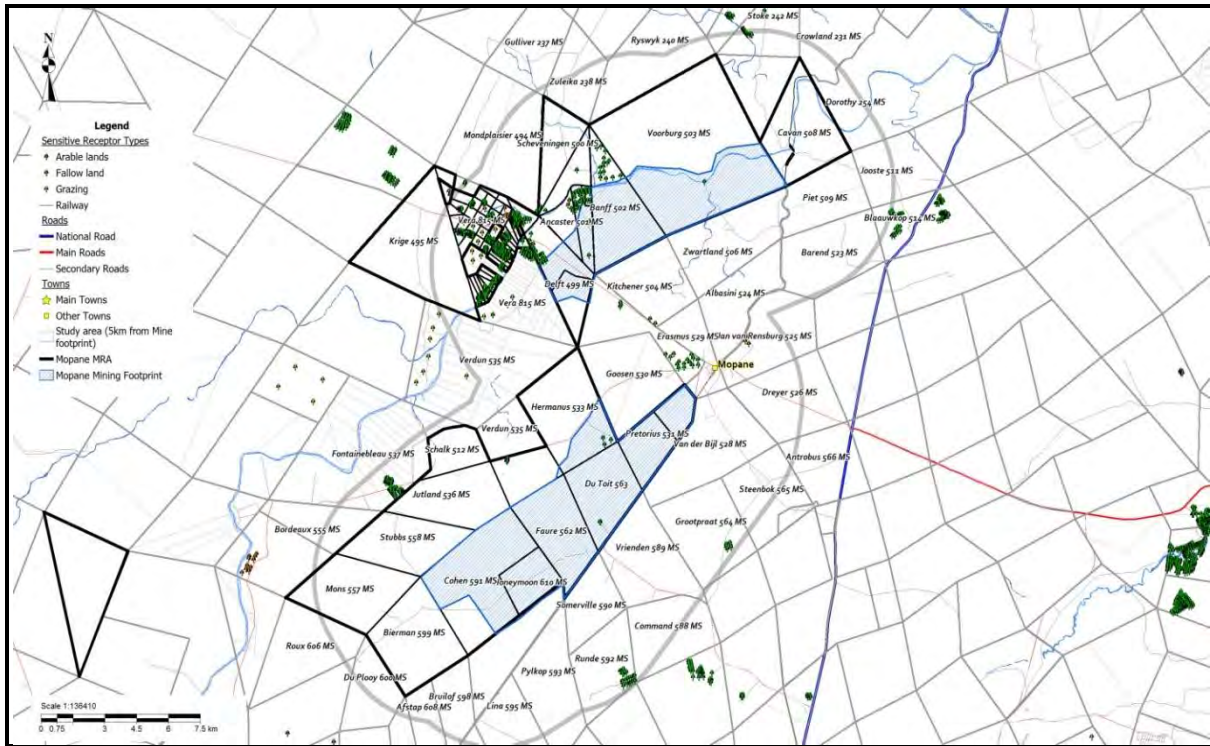 Stoke 242 MS
Crowland 231 MS
Ryswyk 240 MS
Gulliver 237 MS
N
Zuleika 238 MS
Dorothy 254 MS
Legend
Sensitive Receptor Types
Arable lands
Fallow land
Grazing
Railway
Roads
National Road
Main Roads
Secondary Roads
Towns
Main Towns
Other Towns
Study area (5km from Mine
footprint)
Mopane MRA
Mopane Mining Footprint
Mondplaisier 494 MS
Scheveningen 500 MS
Voorburg 503 MS
Cavan 508 MS
Jooste 511 MS
Piet 509 MS
Blaauwkop 514 MS
Banff 502 MS
Vera 815 MS
Ancaster 501 MS
Krige 495 MS
Zwartland 506 MS
Barend 523 MS
Delft 499 MS
Kitchener 504 MS
Albasini 524 MS
Vera 815 MS
Erasmus 529 MS
Jan van Rensburg 525 MS
Verdun 535 MS
Goosen 530 MS
Mopane
Dreyer 526 MS
Hermanus 533 MS
Verdun 535 MS
Pretorius 531 MS
Van der Bijl 528 MS
Schalk 512 MS
Fontainebleau 537 MS
Antrobus 566 MS
Du Toit 563
Steenbok 565 MS
Jutland 536 MS
Bordeaux 555 MS
Grootpraat 564 MS
Stubbs 558 MS
Faure 562 MS
Vrienden 589 MS
Cohen 591 MS
Honeymoon 610 MS
Mons 557 MS
Somerville 590 MS
Command 588 MS
Bierman 599 MS
Roux 606 MS
Runde 592 MS
Pylkop 593 MS
Du Plooy 600 MS
Bruilof 598 MS
Afstap 608 MS
Lina 595 MS
Scale 1:136410
0 0.75 3 4.5 6 7.5 km